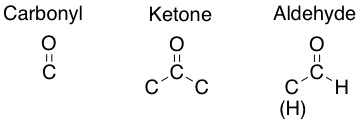 Carbonyl Ketone Aldehyde
O O O
C C C
C C C H
(H)